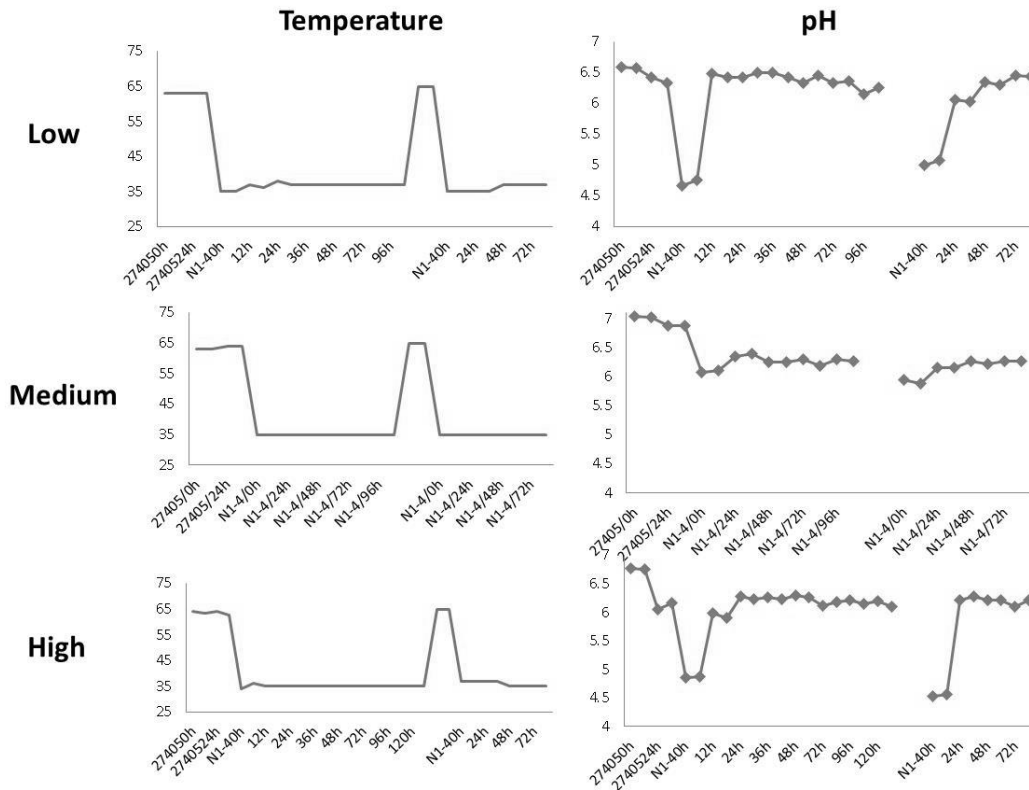 Temperature
pH
Low
75
65
55
45
35
25
274050h
2740524h
N1-40h
12h
24h
36h
48h
72h
96h
N1-40h
24h
48h
72h
7
6.5
6
5.5
5
4.5
4
274050h
2740524h
N1-40h
12h
24h
36h
48h
72h
96h
N1-40h
24h
48h
72h
Medium
75
65
55
45
35
25
27405/0h
27405/24h
N1-4/0h
N1-4/24h
N1-4/48h
N1-4/72h
N1-4/96h
N1-4/0h
N1-4/24h
N1-4/48h
N1-4/72h
7
6.5
6
5.5
5
4.5
4
27405/0h
27405/24h
N1-4/0h
N1-4/24h
N1-4/48h
N1-4/72h
N1-4/96h
N1-4/0h
N1-4/24h
N1-4/48h
N1-4/72h
High
75
65
55
45
35
25
274050h
2740524h
N1-40h
12h
24h
36h
48h
72h
96h
120h
N1-40h
24h
48h
72h
7
6.5
6
5.5
5
4.5
4
274050h
2740524h
N1-40h
12h
24h
36h
48h
72h
96h
120h
N1-40h
24h
48h
72h